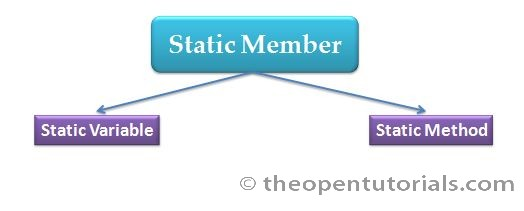 Static Member
Static Variable
Static Method
© theopentutorials.com